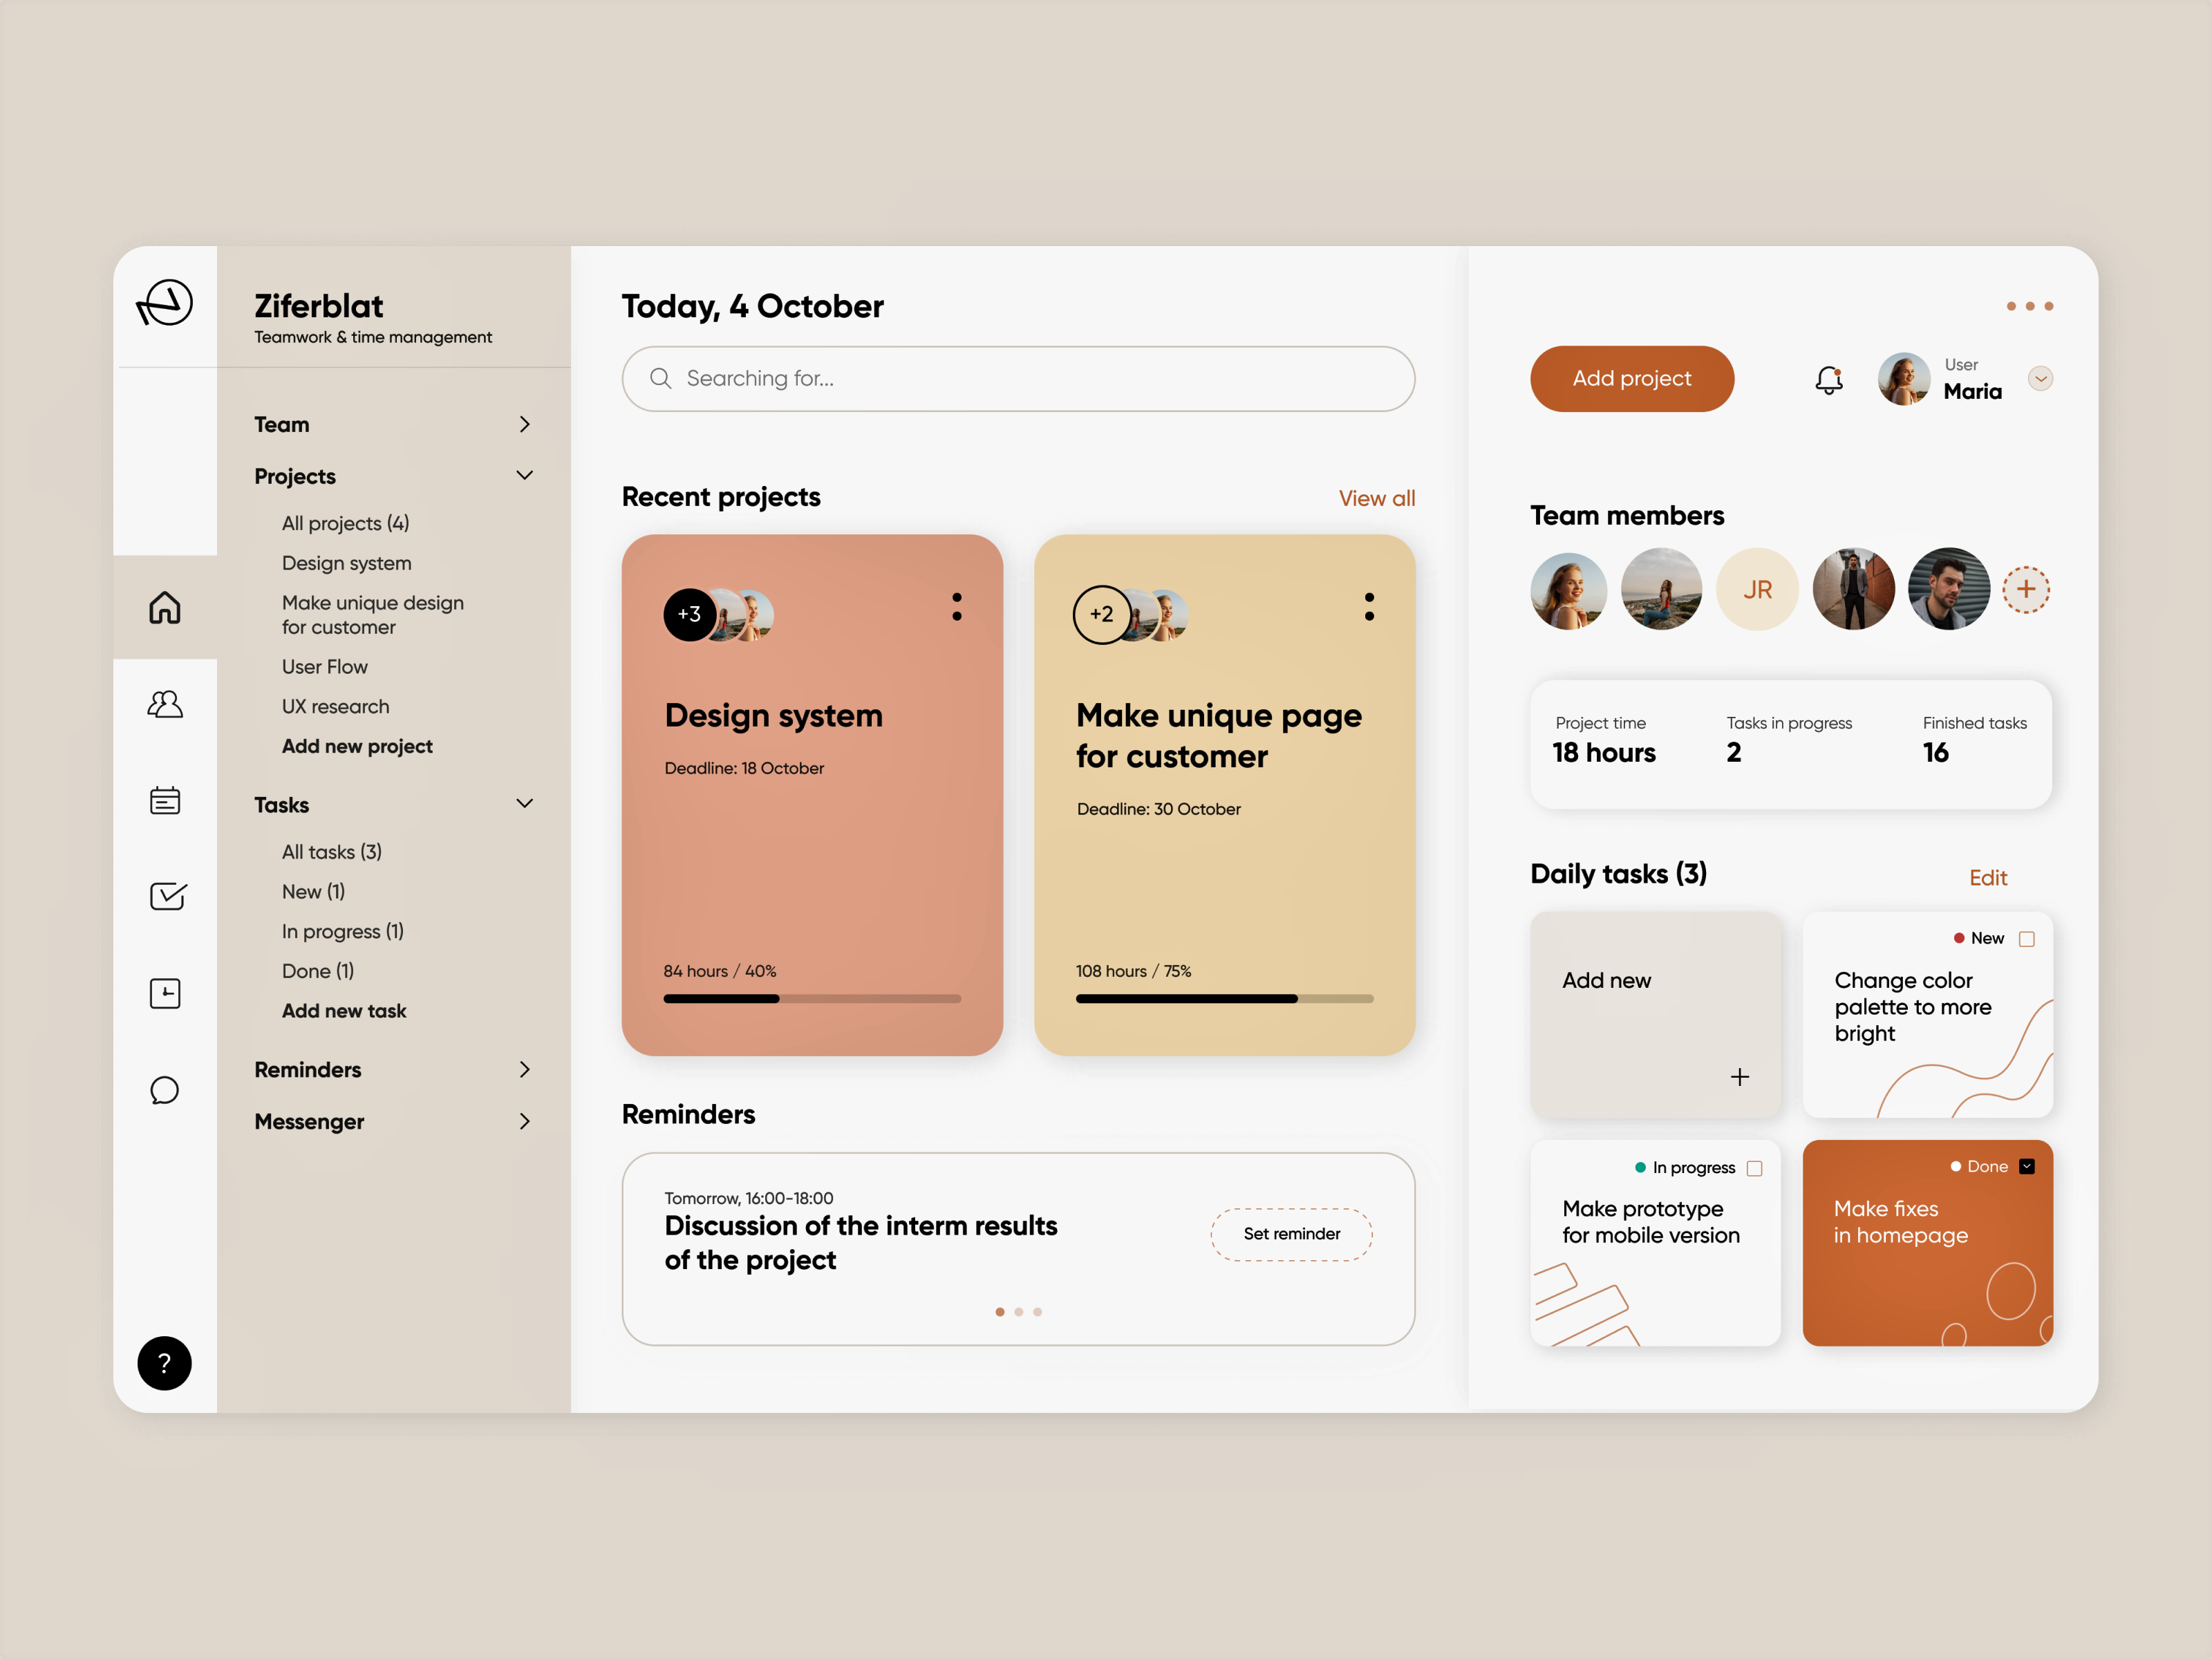 Ziferblat
Teamwork & time management
Team
Projects
All projects (4)
Design system
Make unique design
for customer
User Flow
UX research
Add new project
Tasks
All tasks (3)
New (1)
In progress (1)
Done (1)
Add new task
Reminders
Messenger
?
Today, 4 October
Searching for...
Recent projects
View all
+3
Design system
Deadline: 18 October
84 hours / 40%
+2
Make unique page
for customer
Deadline: 30 October
108 hours / 75%
Reminders
Tomorrow, 16:00-18:00
Discussion of the interm results
of the project
Set reminder
Add project
User
Maria
Team members
JR
Project time
18 hours
Tasks in progress
2
Finished tasks
16
Daily tasks (3)
Edit
Add new
New
Change color
palette to more
bright
In progress
Make prototype
for mobile version
Done
Make fixes
in homepage